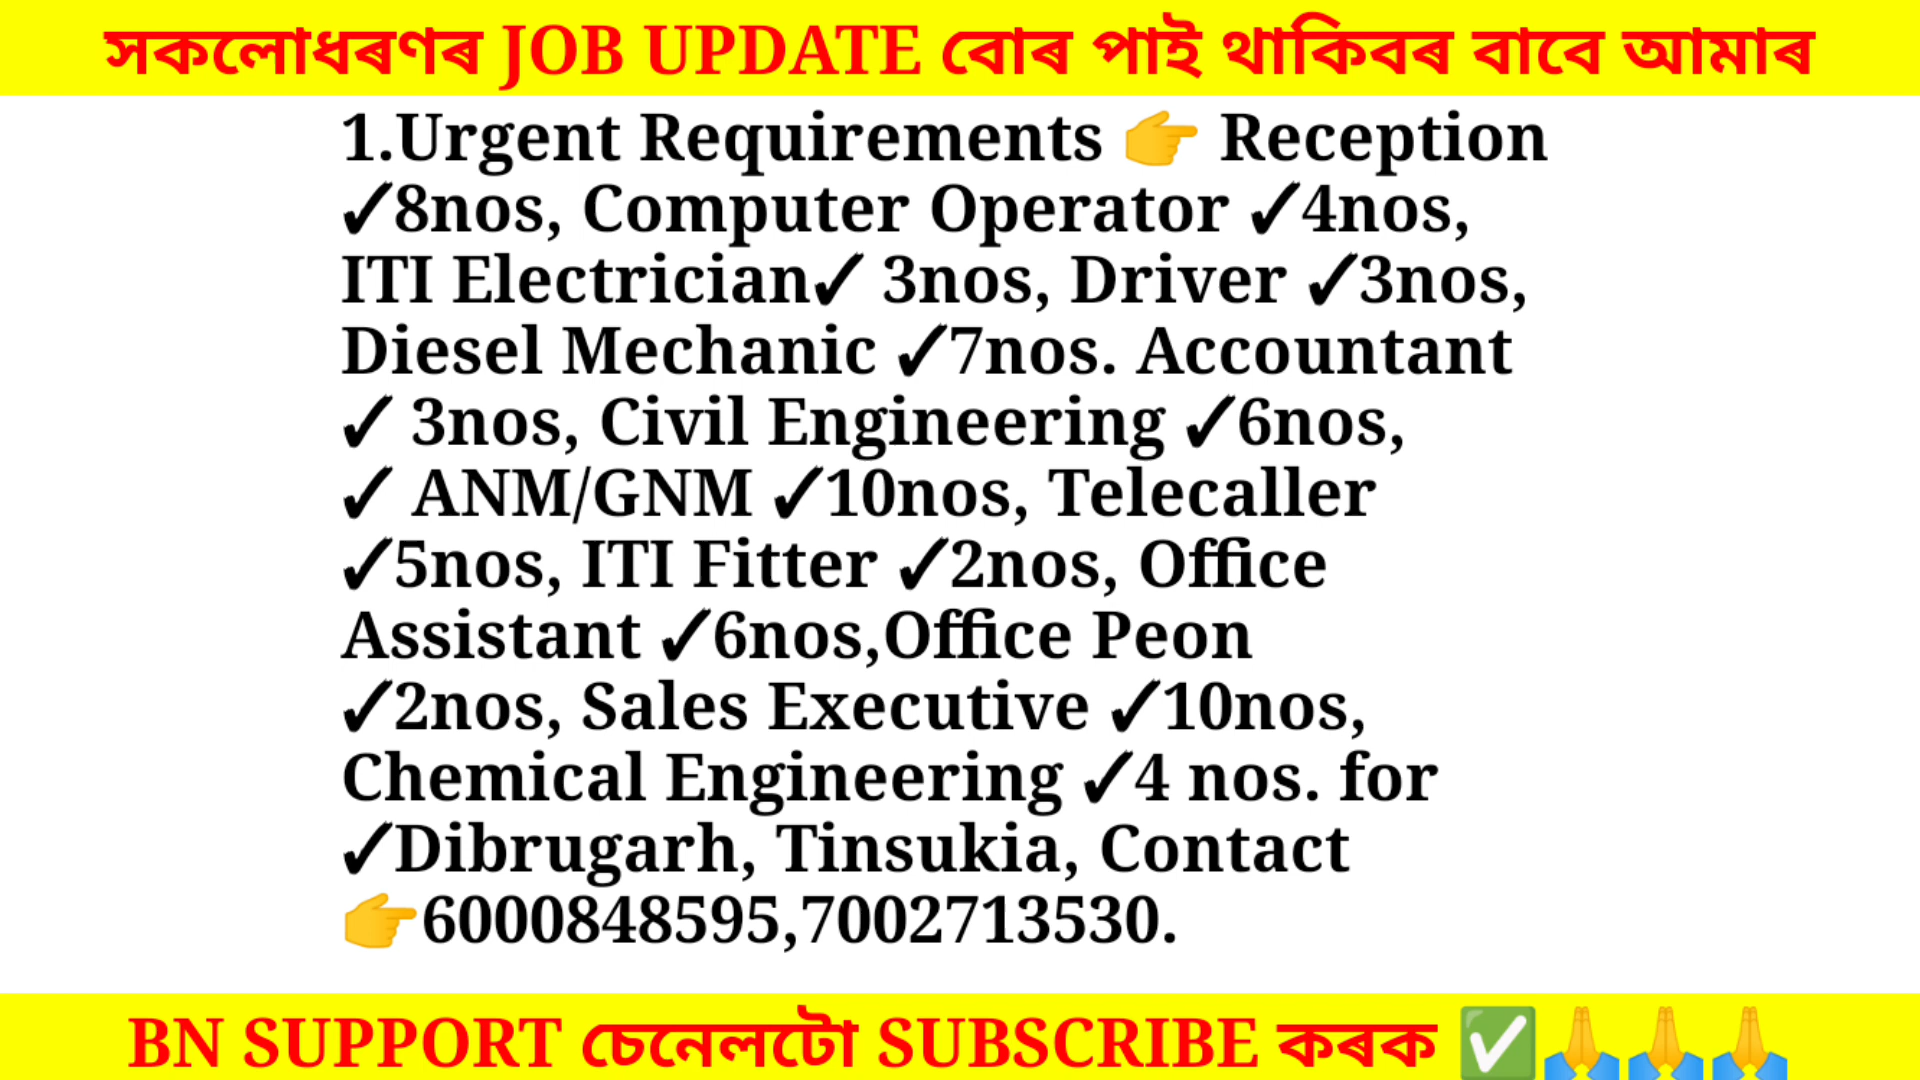 সকলোধৰণৰ JOB UPDATE বোৰ পাই থাকিবৰ বাবে আমাৰ
1.Urgent Requirements 👉 Reception
✓8nos, Computer Operator ✓4nos,
ITI Electrician✓ 3nos, Driver ✓3nos,
Diesel Mechanic ✓7nos. Accountant
✓ 3nos, Civil Engineering ✓6nos,
✓ ANM/GNM ✓10nos, Telecaller
✓5nos, ITI Fitter ✓2nos, Office
Assistant ✓6nos,Office Peon
✓2nos, Sales Executive ✓10nos,
Chemical Engineering ✓4 nos. for
✓Dibrugarh, Tinsukia, Contact
👉6000848595,7002713530.
BN SUPPORT চেনেলটো SUBSCRIBE কৰক ✅🙏🙏🙏